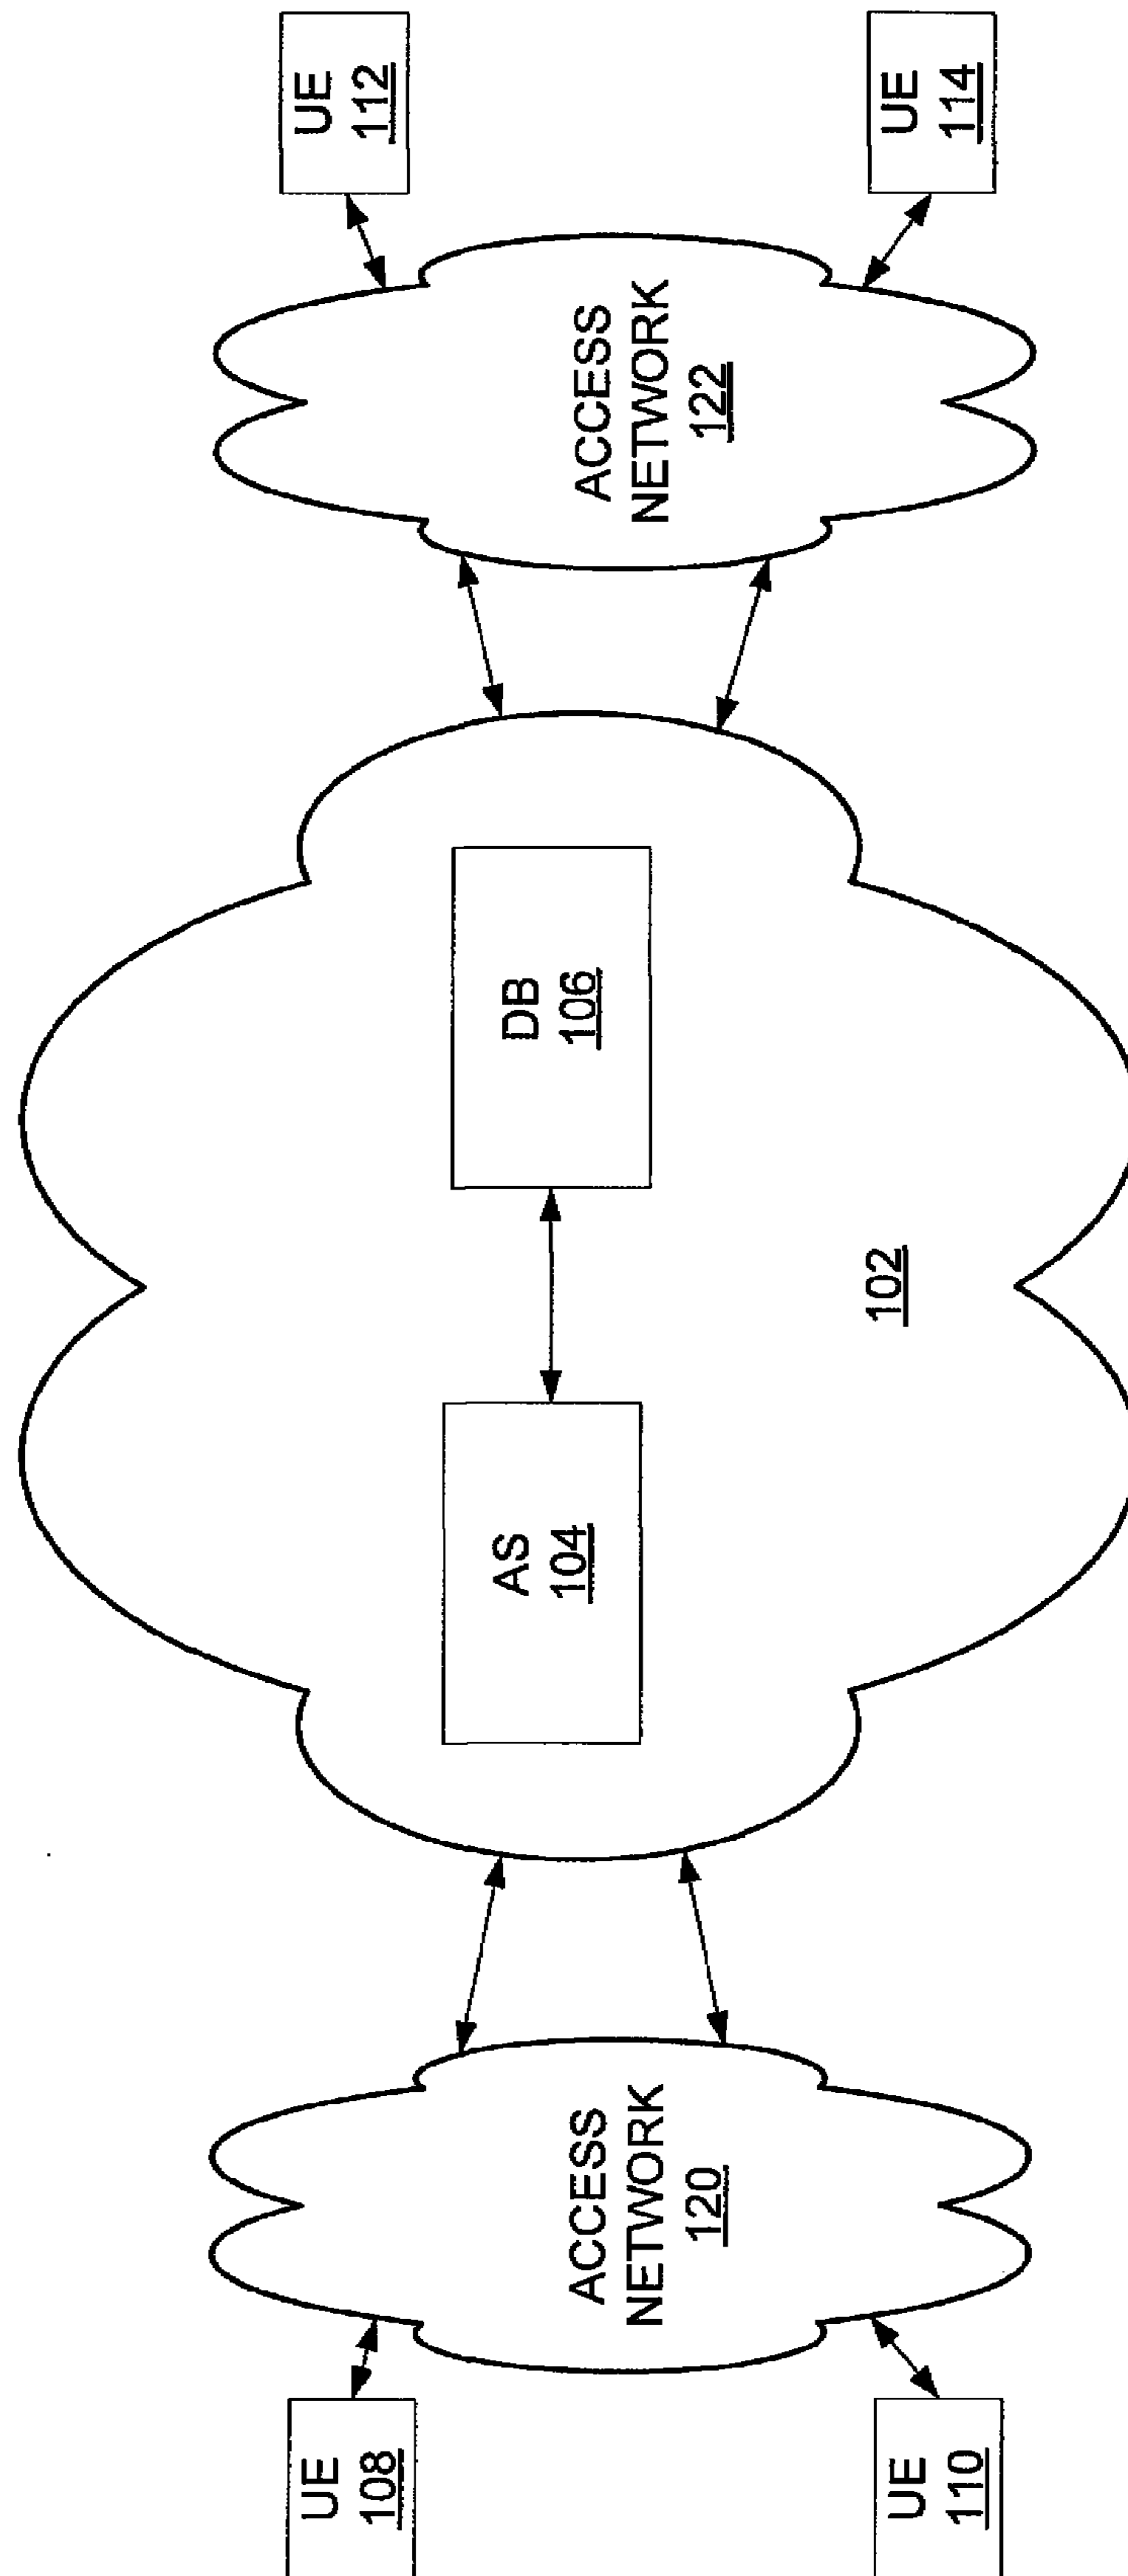 UE
108
UE
110
ACCESS
NETWORK
120
AS
104
DB
106
102
ACCESS
NETWORK
122
UE
112
UE
114